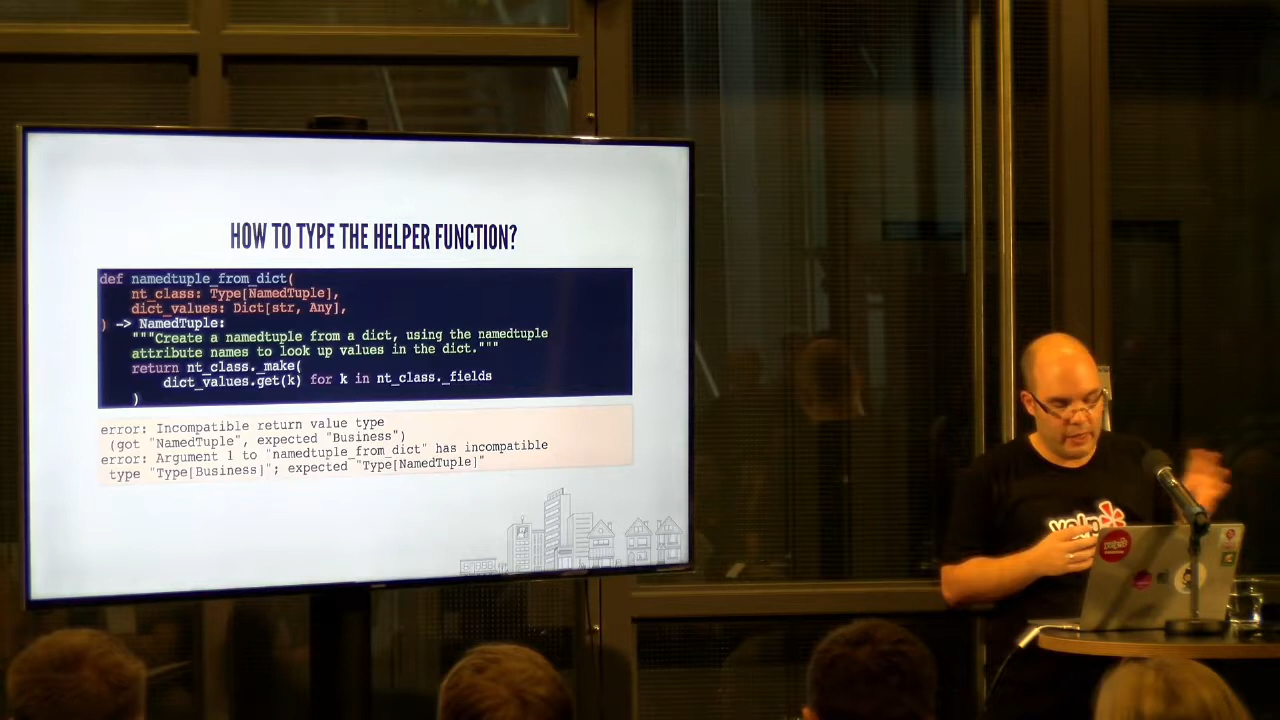 HOW TO TYPE THE HELPER FUNCTION?
def namedtuple_from_dict(
    nt_class: Type[NamedTuple],
    dict_values: Dict[str, Any],
) -> NamedTuple:
    """Create a namedtuple from a dict, using the namedtuple
    attribute names to look up values in the dict."""
    return nt_class._make(
        dict_values.get(k) for k in nt_class._fields
    )
error: Incompatible return value type
 (got "NamedTuple", expected "Business")
error: Argument 1 to "namedtuple_from_dict" has incompatible
 type "Type[Business]"; expected "Type[NamedTuple]"
yelp